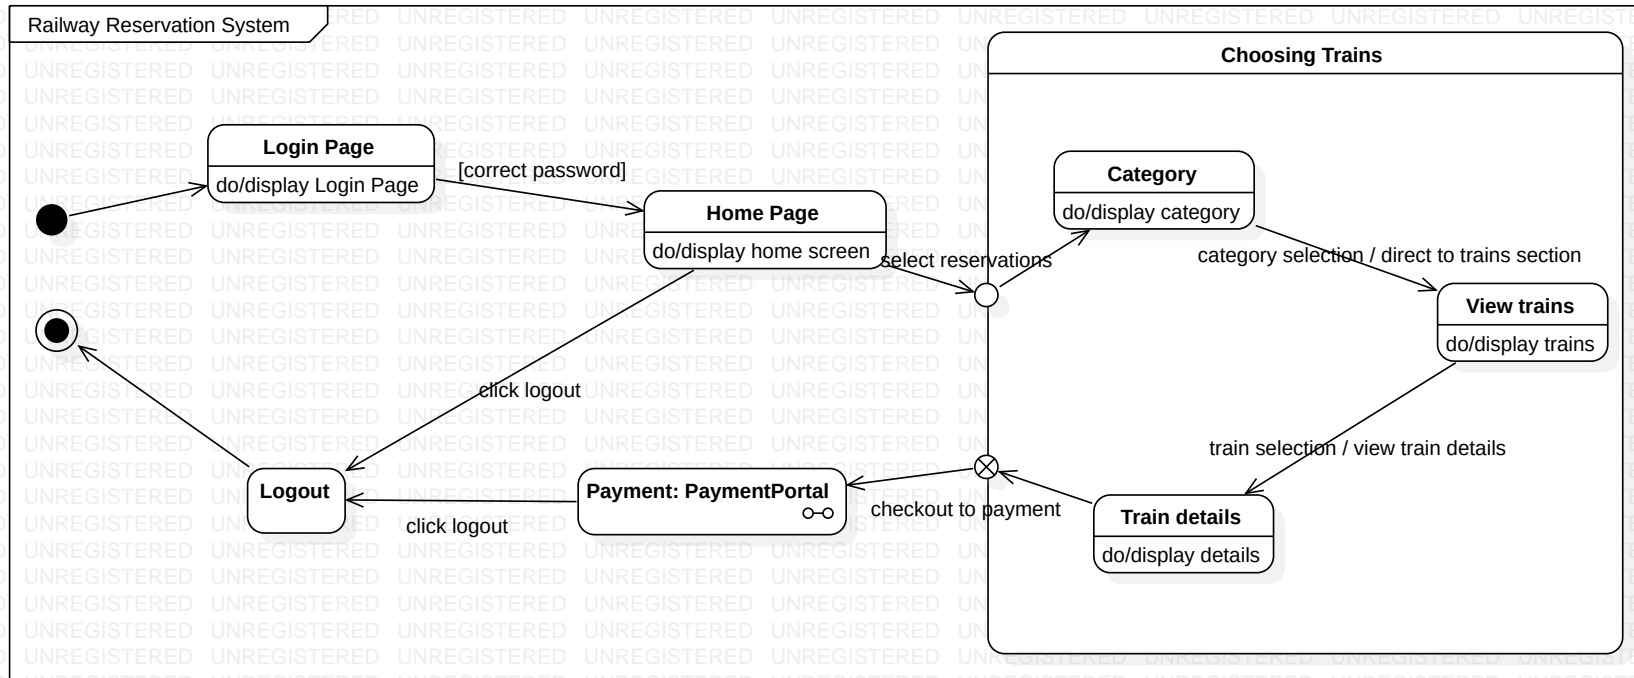 Railway Reservation System
Choosing Trains
Login Page
do/display Login Page
[correct password]
Home Page
do/display home screen
select reservations
Category
do/display category
category selection / direct to trains section
View trains
do/display trains
click logout
train selection / view train details
Logout
Payment: PaymentPortal
click logout
checkout to payment
Train details
do/display details
UNREGISTERED